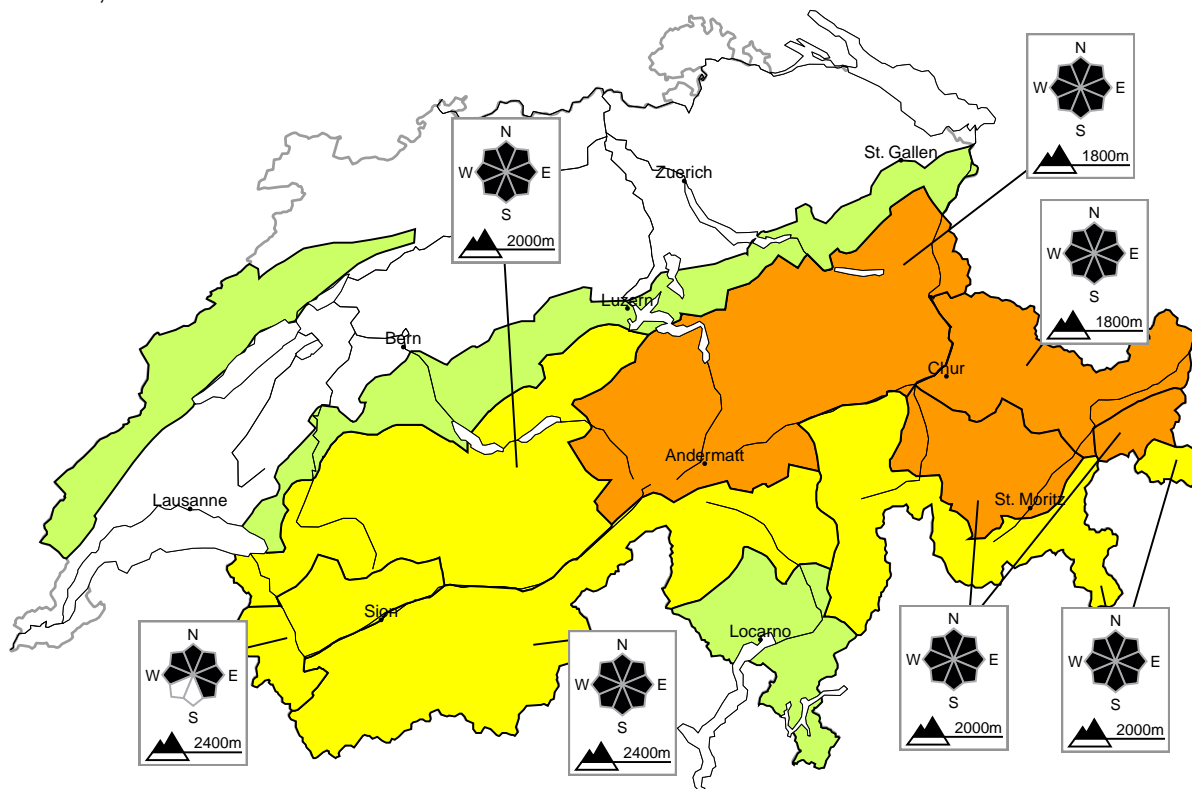 N
W E
S
1800m
St. Gallen
N
W E
S
2000m
Zuerich
N
W E
S
1800m
Luzern
Bern
Chur
Andermatt
Lausanne
St. Moritz
Sion
Locarno
N
W E
S
2400m
N
W E
S
2400m
N
W E
S
2000m
N
W E
S
2000m